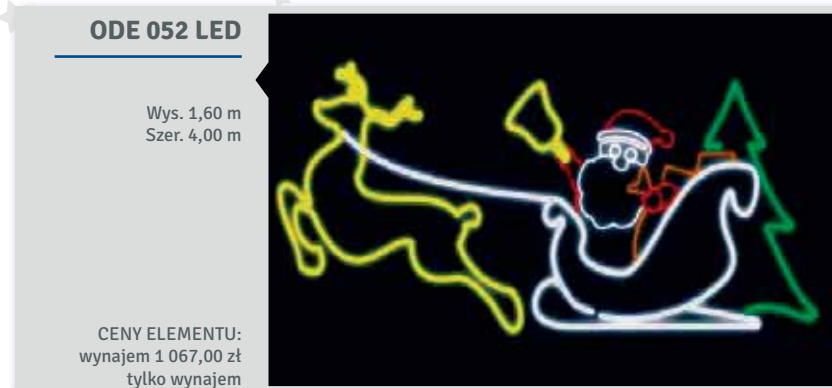 ODE 052 LED
Wys. 1,60 m
Szer. 4,00 m
CENY ELEMENTU:
wynajem 1 067,00 zł
tylko wynajem